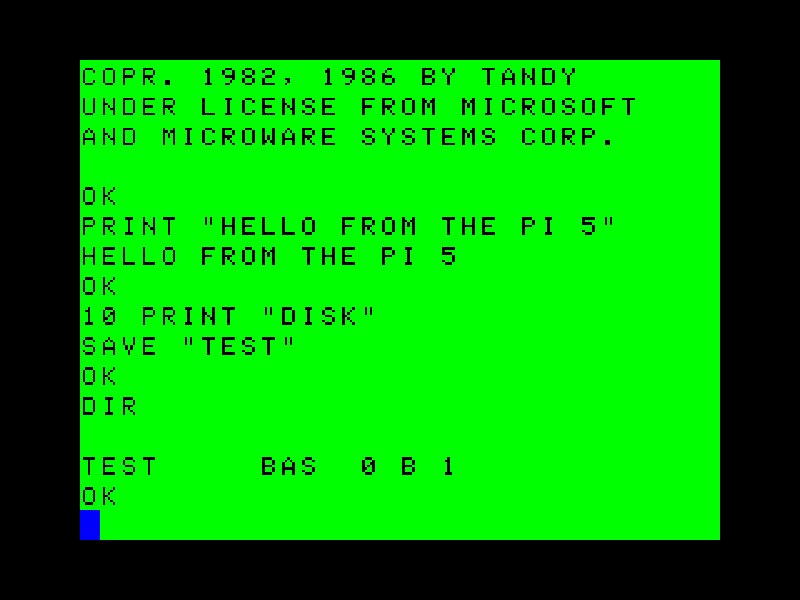 COPR. 1982, 1986 BY TANDY
UNDER LICENSE FROM MICROSOFT
AND MICROWARE SYSTEMS CORP.
OK
PRINT "HELLO FROM THE PI 5"
HELLO FROM THE PI 5
OK
10 PRINT "DISK"
SAVE "TEST"
OK
DIR
TEST     BAS  0 B 1
OK